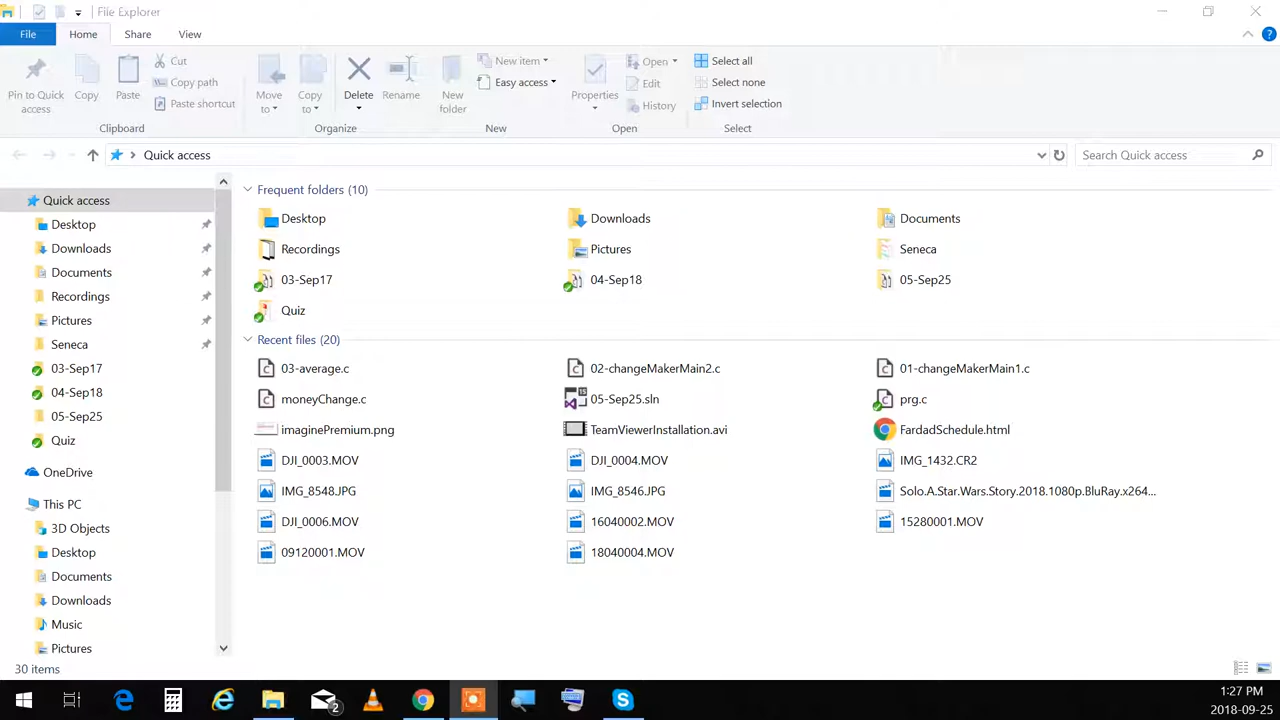 File Explorer
File Home Share View
Pin to Quick access
Copy
Paste
Cut
Copy path
Paste shortcut
Clipboard
Move to
Copy to
Delete
Rename
Organize
New folder
New item
Easy access
New
Properties
Open
Edit
History
Open
Select all
Select none
Invert selection
Select
Quick access
Search Quick access
Quick access
Desktop
Downloads
Documents
Recordings
Pictures
Seneca
03-Sep17
04-Sep18
05-Sep25
Quiz
OneDrive
This PC
3D Objects
Desktop
Documents
Downloads
Music
Pictures
Frequent folders (10)
Desktop Downloads Documents
Recordings Pictures Seneca
03-Sep17 04-Sep18 05-Sep25
Quiz
Recent files (20)
03-average.c 02-changeMakerMain2.c 01-changeMakerMain1.c
moneyChange.c 05-Sep25.sln prg.c
imaginePremium.png TeamViewerInstallation.avi FardadSchedule.html
DJI_0003.MOV DJI_0004.MOV IMG_1432.CR2
IMG_8548.JPG IMG_8546.JPG Solo.A.Star.Wars.Story.2018.1080p.BluRay.x264...
DJI_0006.MOV 16040002.MOV 15280001.MOV
09120001.MOV 18040004.MOV
30 items
2
1:27 PM
2018-09-25